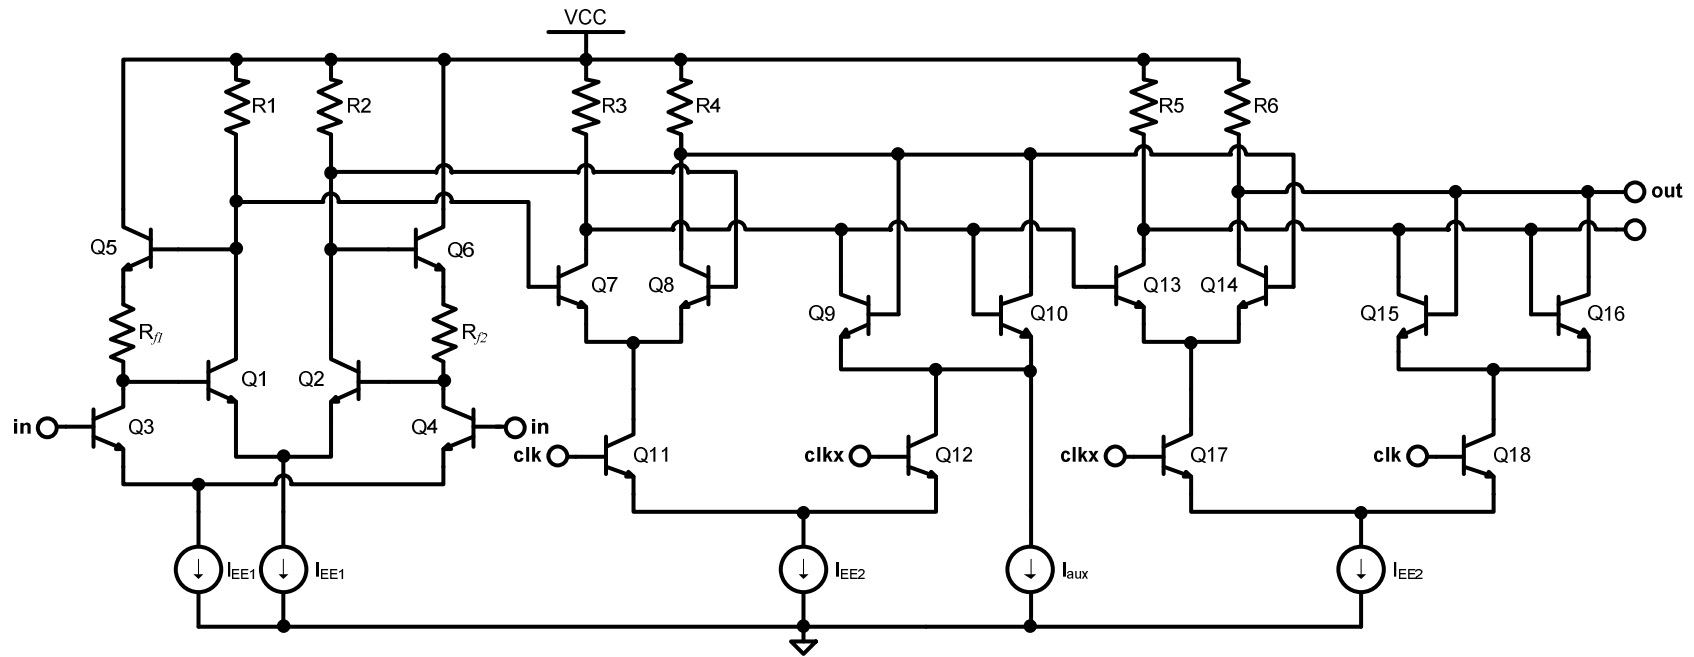 VCC
R1 R2 R3 R4 R5 R6
out
Q5 Q6 Q7 Q8 Q13 Q14
Rf1 Rf2 Q9 Q10 Q15 Q16
Q1 Q2
in Q3 Q4 in
clk Q11 clkx Q12 clkx Q17 clk Q18
IEE1 IEE1 IEE2 Iaux IEE2